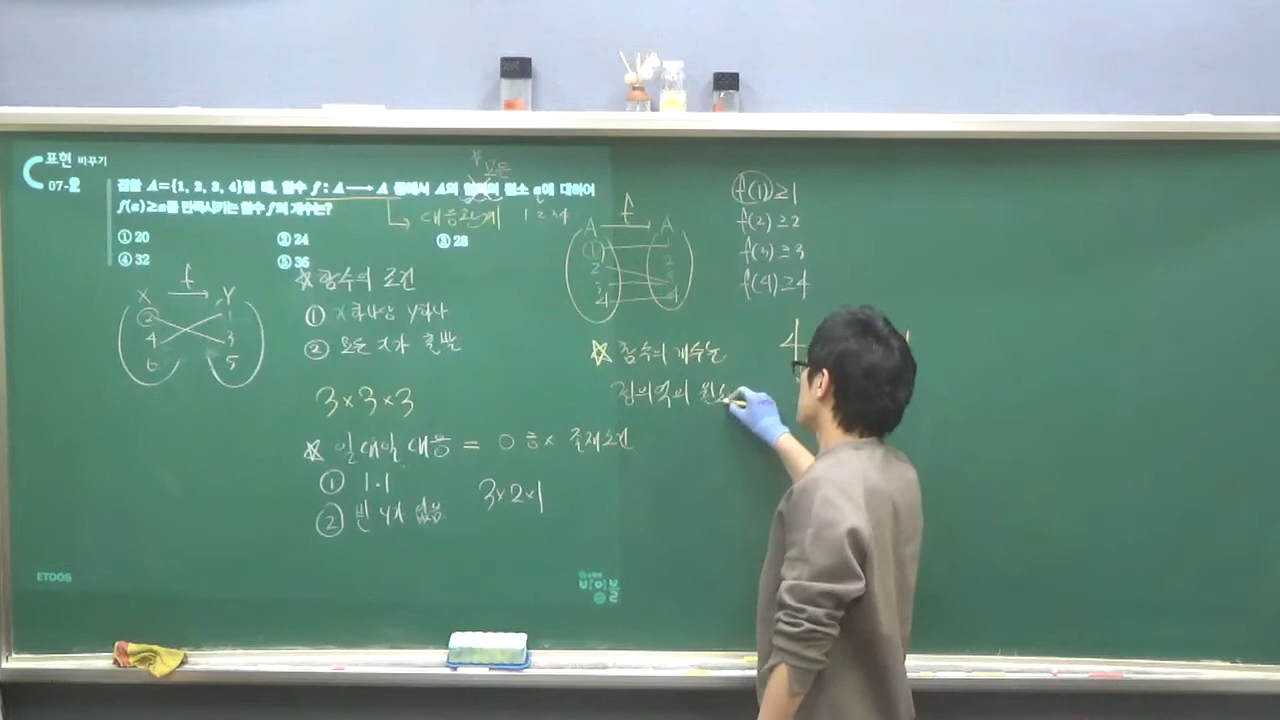 표현 바꾸기
07-2
집합 A={1, 2, 3, 4}일 때, 함수 f : A → A 중에서 A의 임의의 원소 a에 대하여
f(a)≥a를 만족시키는 함수 f의 개수는?
① 20 ② 24 ③ 28
④ 32 ⑤ 36
모든
대응관계 1 2 3 4
f
X Y
2 1
4 3
6 5
☆ 함수의 조건
① x하나당 y하나
② 모든 x가 출발
3×3×3
☆ 일대일 대응 =
① 1·1
② 빈 y가 없음
3×2×1
f
A A
1 1
2 2
3 3
4 4
f(1)≥1
f(2)≥2
f(3)≥3
f(4)≥4
4
☆ 함수의 개수는
정의역의 원소
ETOOS
바이블